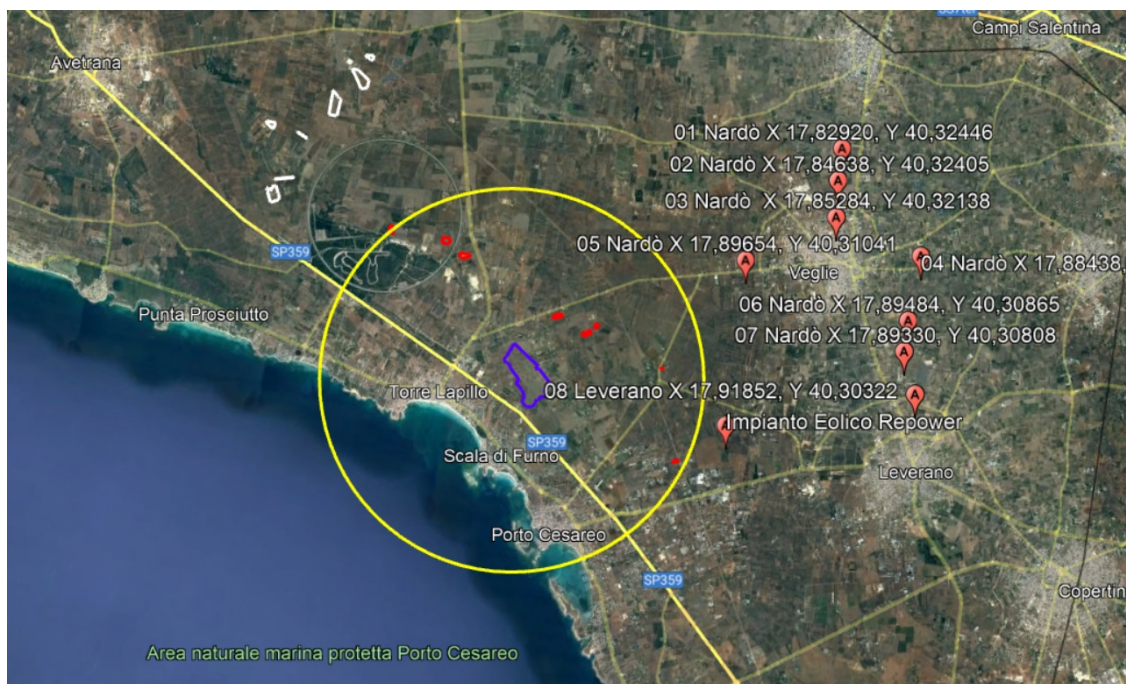 Campi Salentina
Avetrana
01 Nardò X 17,82920, Y 40,32446
02 Nardò X 17,84638, Y 40,32405
03 Nardò X 17,85284, Y 40,32138
05 Nardò X 17,89654, Y 40,31041
SP359
Veglie
04 Nardò X 17,88438,
Punta Prosciutto
06 Nardò X 17,89484, Y 40,30865
07 Nardò X 17,89330, Y 40,30808
Torre Lapillo
08 Leverano X 17,91852, Y 40,30322
Impianto Eolico Repower
SP359
Scala di Furno
Leverano
Porto Cesareo
SP359
Copertin
Area naturale marina protetta Porto Cesareo